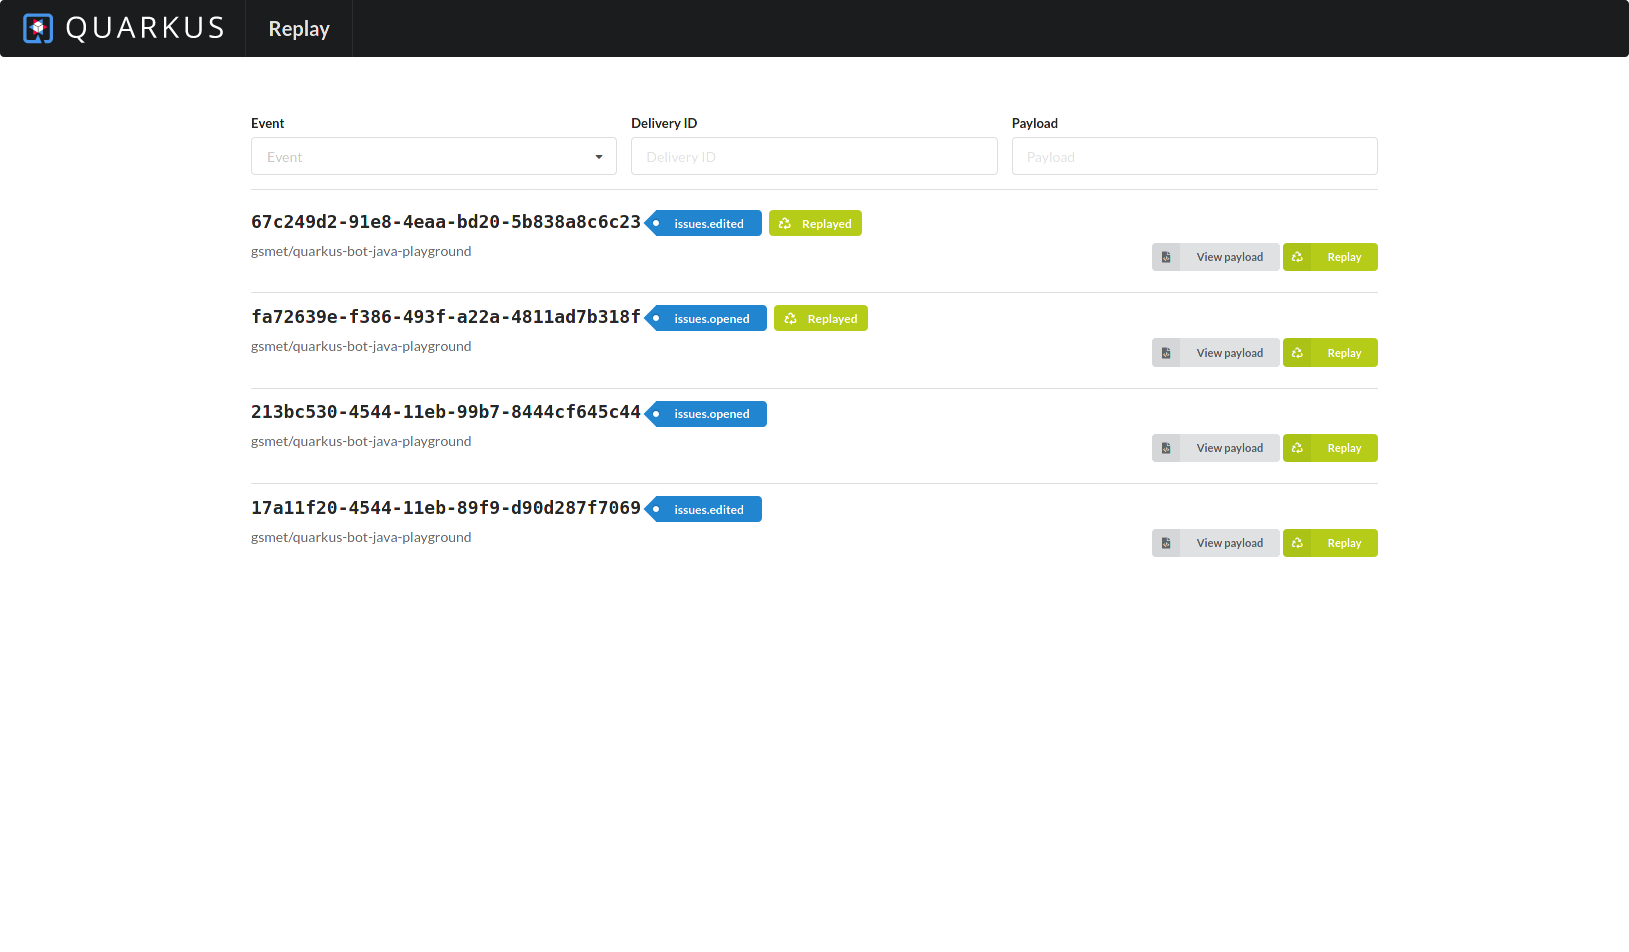 QUARKUS Replay
Event Delivery ID Payload
Event Delivery ID Payload
67c249d2-91e8-4eaa-bd20-5b838a8c6c23 issues.edited Replayed
gsmet/quarkus-bot-java-playground
View payload Replay
fa72639e-f386-493f-a22a-4811ad7b318f issues.opened Replayed
gsmet/quarkus-bot-java-playground
View payload Replay
213bc530-4544-11eb-99b7-8444cf645c44 issues.opened
gsmet/quarkus-bot-java-playground
View payload Replay
17a11f20-4544-11eb-89f9-d90d287f7069 issues.edited
gsmet/quarkus-bot-java-playground
View payload Replay